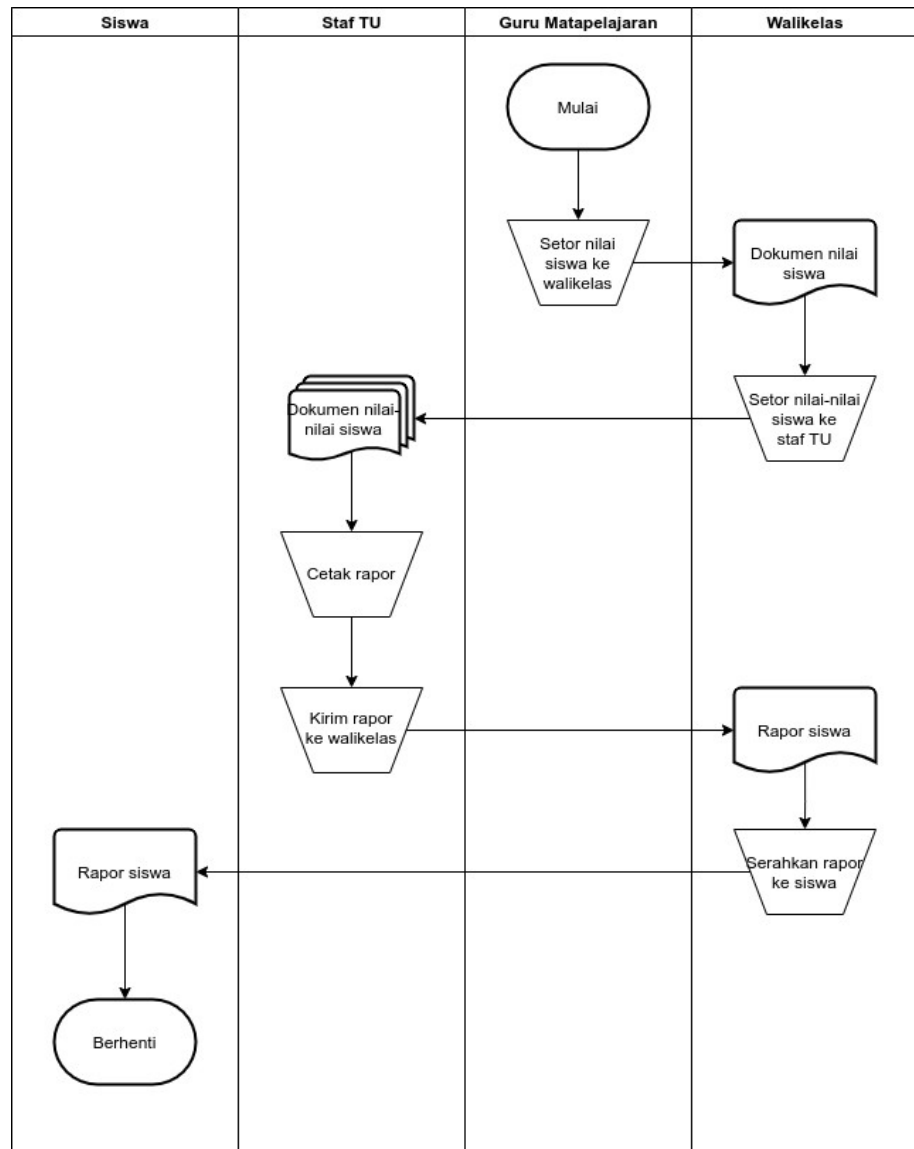 Siswa
Staf TU
Guru Matapelajaran
Walikelas
Mulai
Setor nilai
siswa ke
walikelas
Dokumen nilai
siswa
Setor nilai-nilai
siswa ke
staf TU
Dokumen nilai-
nilai siswa
Cetak rapor
Kirim rapor
ke walikelas
Rapor siswa
Serahkan rapor
ke siswa
Rapor siswa
Berhenti